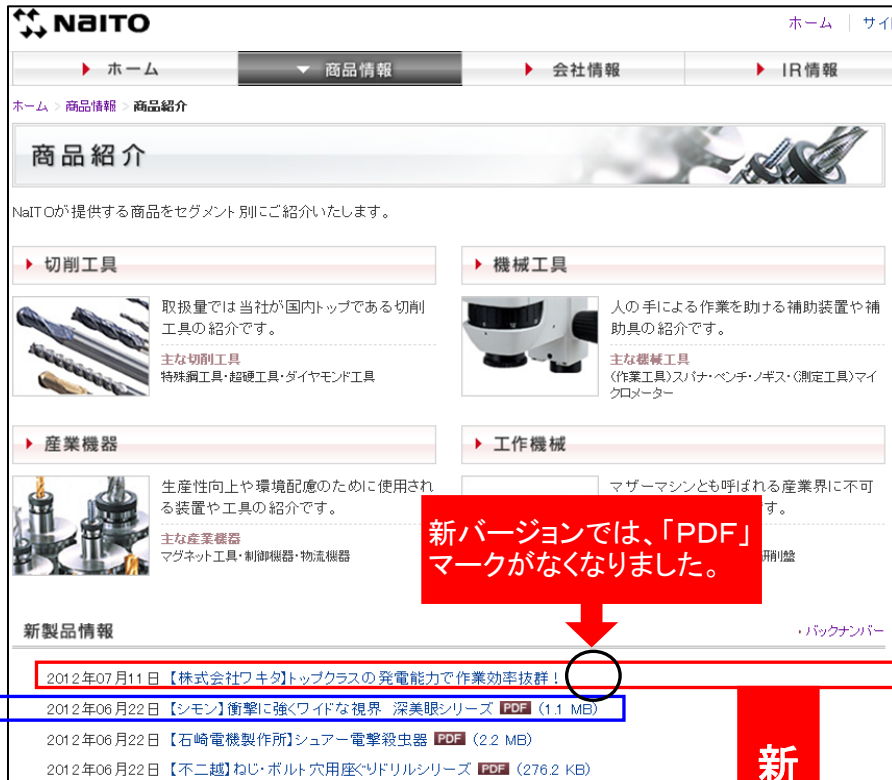 NaITO
ホーム | サイ
ホーム
商品情報
会社情報
IR情報
ホーム > 商品情報 > 商品紹介
商品紹介
NaITOが提供する商品をセグメント別にご紹介いたします。
切削工具
取扱量では当社が国内トップである切削
工具の紹介です。
主な切削工具
特殊鋼工具・超硬工具・ダイヤモンド工具
機械工具
人の手による作業を助ける補助装置や補
助具の紹介です。
主な機械工具
(作業工具)スパナ・ペンチ・ノギス・(測定工具)マイ
クロメーター
産業機器
生産性向上や環境配慮のために使用され
る装置や工具の紹介です。
主な産業機器
マグネット工具・制御機器・物流機器
工作機械
マザーマシンとも呼ばれる産業界に不可
す。
研削盤
新バージョンでは、「PDF」
マークがなくなりました。
新製品情報
・バックナンバー
2012年07月11日 【株式会社ワキタ】トップクラスの発電能力で作業効率抜群！
2012年06月22日 【シモン】衝撃に強くワイドな視界 深美眼シリーズ PDF (1.1 MB)
2012年06月22日 【石崎電機製作所】シュアー電撃殺虫器 PDF (2.2 MB)
2012年06月22日 【不二越】ねじ・ボルト穴用座ぐりドリルシリーズ PDF (276.2 KB)
新